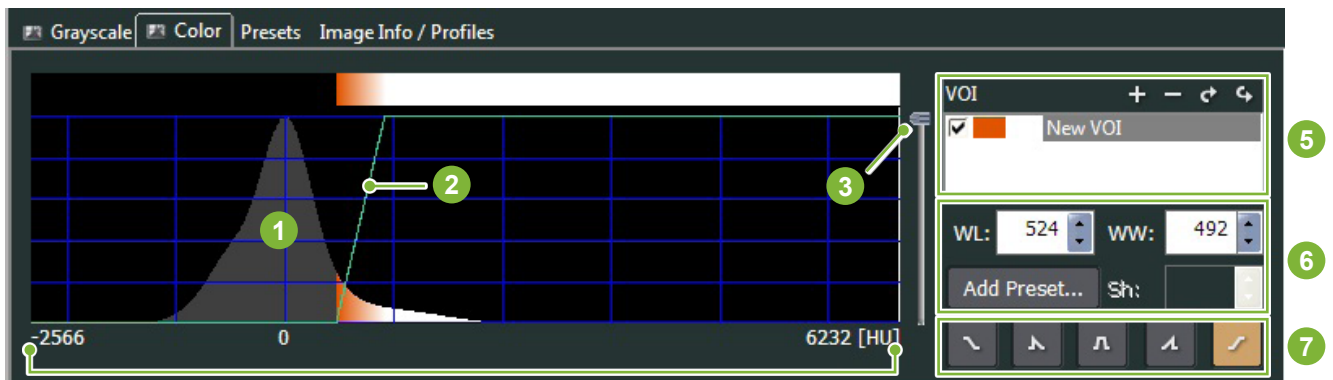 Grayscale Color Presets Image Info / Profiles
VOI
New VOI
5
3
2
1
WL: 524 WW: 492
6
Add Preset... Sh:
-2566 0 6232 [HU]
7